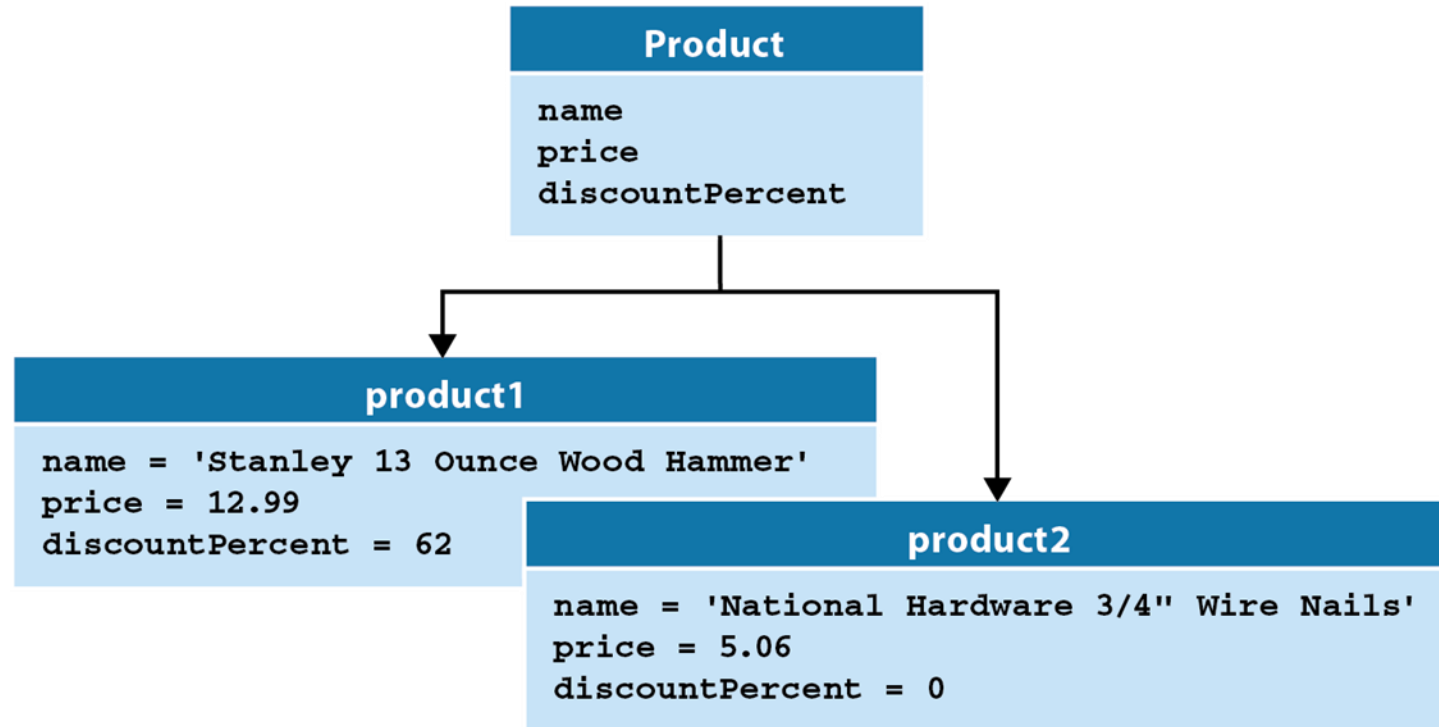 Product
name
price
discountPercent
product1
name = 'Stanley 13 Ounce Wood Hammer'
price = 12.99
discountPercent = 62
product2
name = 'National Hardware 3/4" Wire Nails'
price = 5.06
discountPercent = 0